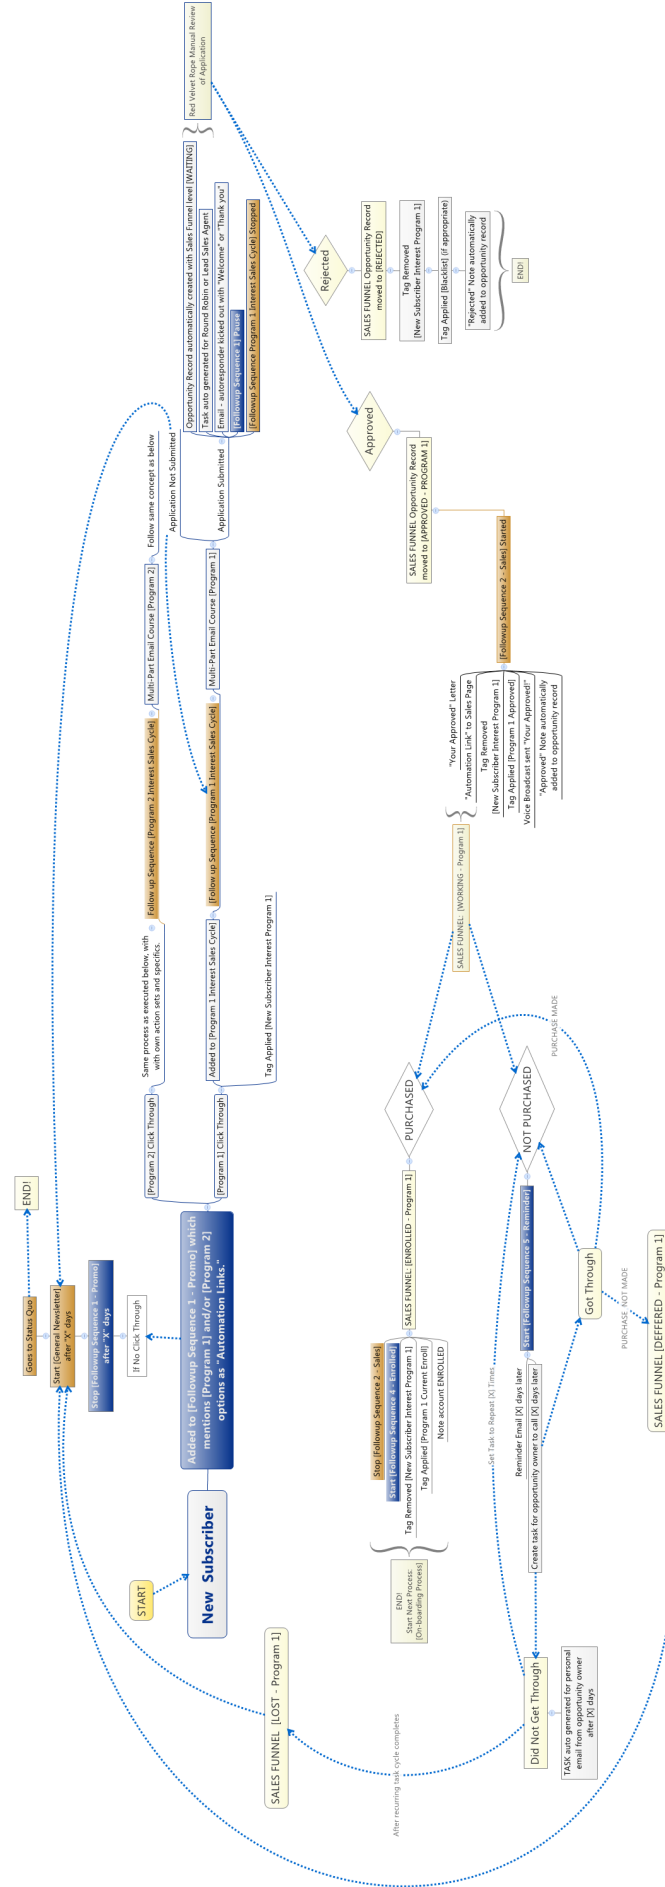 START
New Subscriber
Added to [Followup Sequence 1 - Promo] which
mentions [Program 1] and/or [Program 2]
options as "Automation Links."
If No Click Through
Stop [Followup Sequence 1 - Promo]
after "X" days
Start [General Newsletter]
after "X" days
Goes to Status Quo
END!
[Program 2] Click Through
Same process as executed below, with
with own action sets and specifics.
Follow up Sequence [Program 2 Interest Sales Cycle]
Multi-Part Email Course [Program 2]
Follow same concept as below
[Program 1] Click Through
Added to [Program 1 Interest Sales Cycle]
Tag Applied [New Subscriber Interest Program 1]
[Follow up Sequence [Program 1 Interest Sales Cycle]
Multi-Part Email Course [Program 1]
Application Not Submitted
Application Submitted
Opportunity Record automatically created with Sales Funnel level [WAITING]
Task auto generated for Round Robin or Lead Sales Agent
Email - autoresponder kicked out with "Welcome" or "Thank you"
[Followup Sequence 1] Pause
[Followup Sequence Program 1 Interest Sales Cycle] Stopped
Red Velvet Rope Manual Review
of Application
Rejected
SALES FUNNEL Opportunity Record
moved to [REJECTED]
Tag Removed
[New Subscriber Interest Program 1]
Tag Applied [Blacklist] (if appropriate)
"Rejected" Note automatically
added to opportunity record
END!
Approved
SALES FUNNEL Opportunity Record
moved to [APPROVED - PROGRAM 1]
[Followup Sequence 2 - Sales] Started
"Your Approved" Letter
"Automation Link" to Sales Page
Tag Removed
[New Subscriber Interest Program 1]
Tag Applied [Program 1 Approved]
Voice Broadcast sent "Your Approved!"
"Approved" Note automatically
added to opportunity record
SALES FUNNEL: [WORKING - Program 1]
PURCHASED
SALES FUNNEL: [ENROLLED - Program 1]
Stop [Followup Sequence 2 - Sales]
Start [Followup Sequence 4 - Enrolled]
Tag Removed [New Subscriber Interest Program 1]
Tag Applied [Program 1 Current Enroll]
Note account ENROLLED
END!
Start Next Process:
[On-boarding Process]
NOT PURCHASED
PURCHASE MADE
Start [Followup Sequence 5 - Reminder]
Reminder Email [X] days later
Create task for opportunity owner to call [X] days later
Set Task to Repeat [X] Times
Got Through
PURCHASE NOT MADE
SALES FUNNEL [DEFFERED - Program 1]
Did Not Get Through
TASK auto generated for personal
email from opportunity owner
after [X] days
After recurring task cycle completes
SALES FUNNEL [LOST - Program 1]